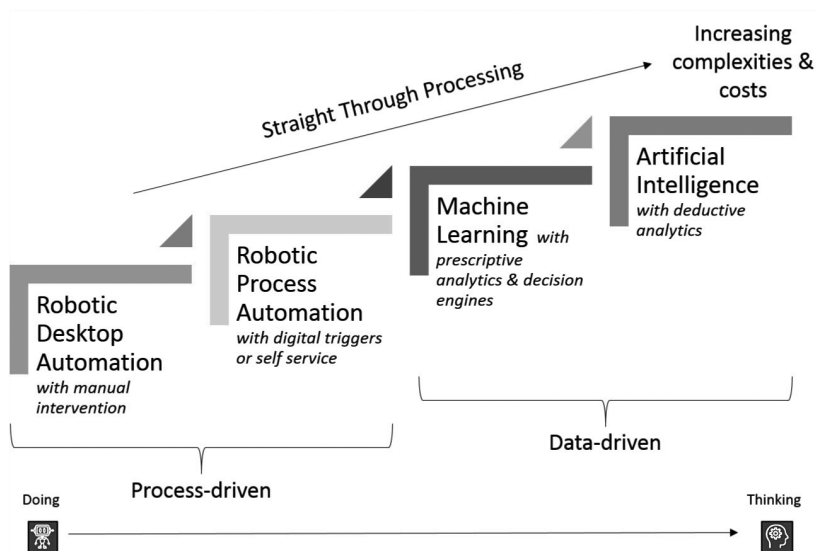 Increasing
complexities &
costs
Straight Through Processing
Artificial
Intelligence
with deductive
analytics
Machine
Learning with
prescriptive
analytics & decision
engines
Robotic
Process
Automation
with digital triggers
or self service
Robotic
Desktop
Automation
with manual
intervention
Data-driven
Process-driven
Doing
Thinking